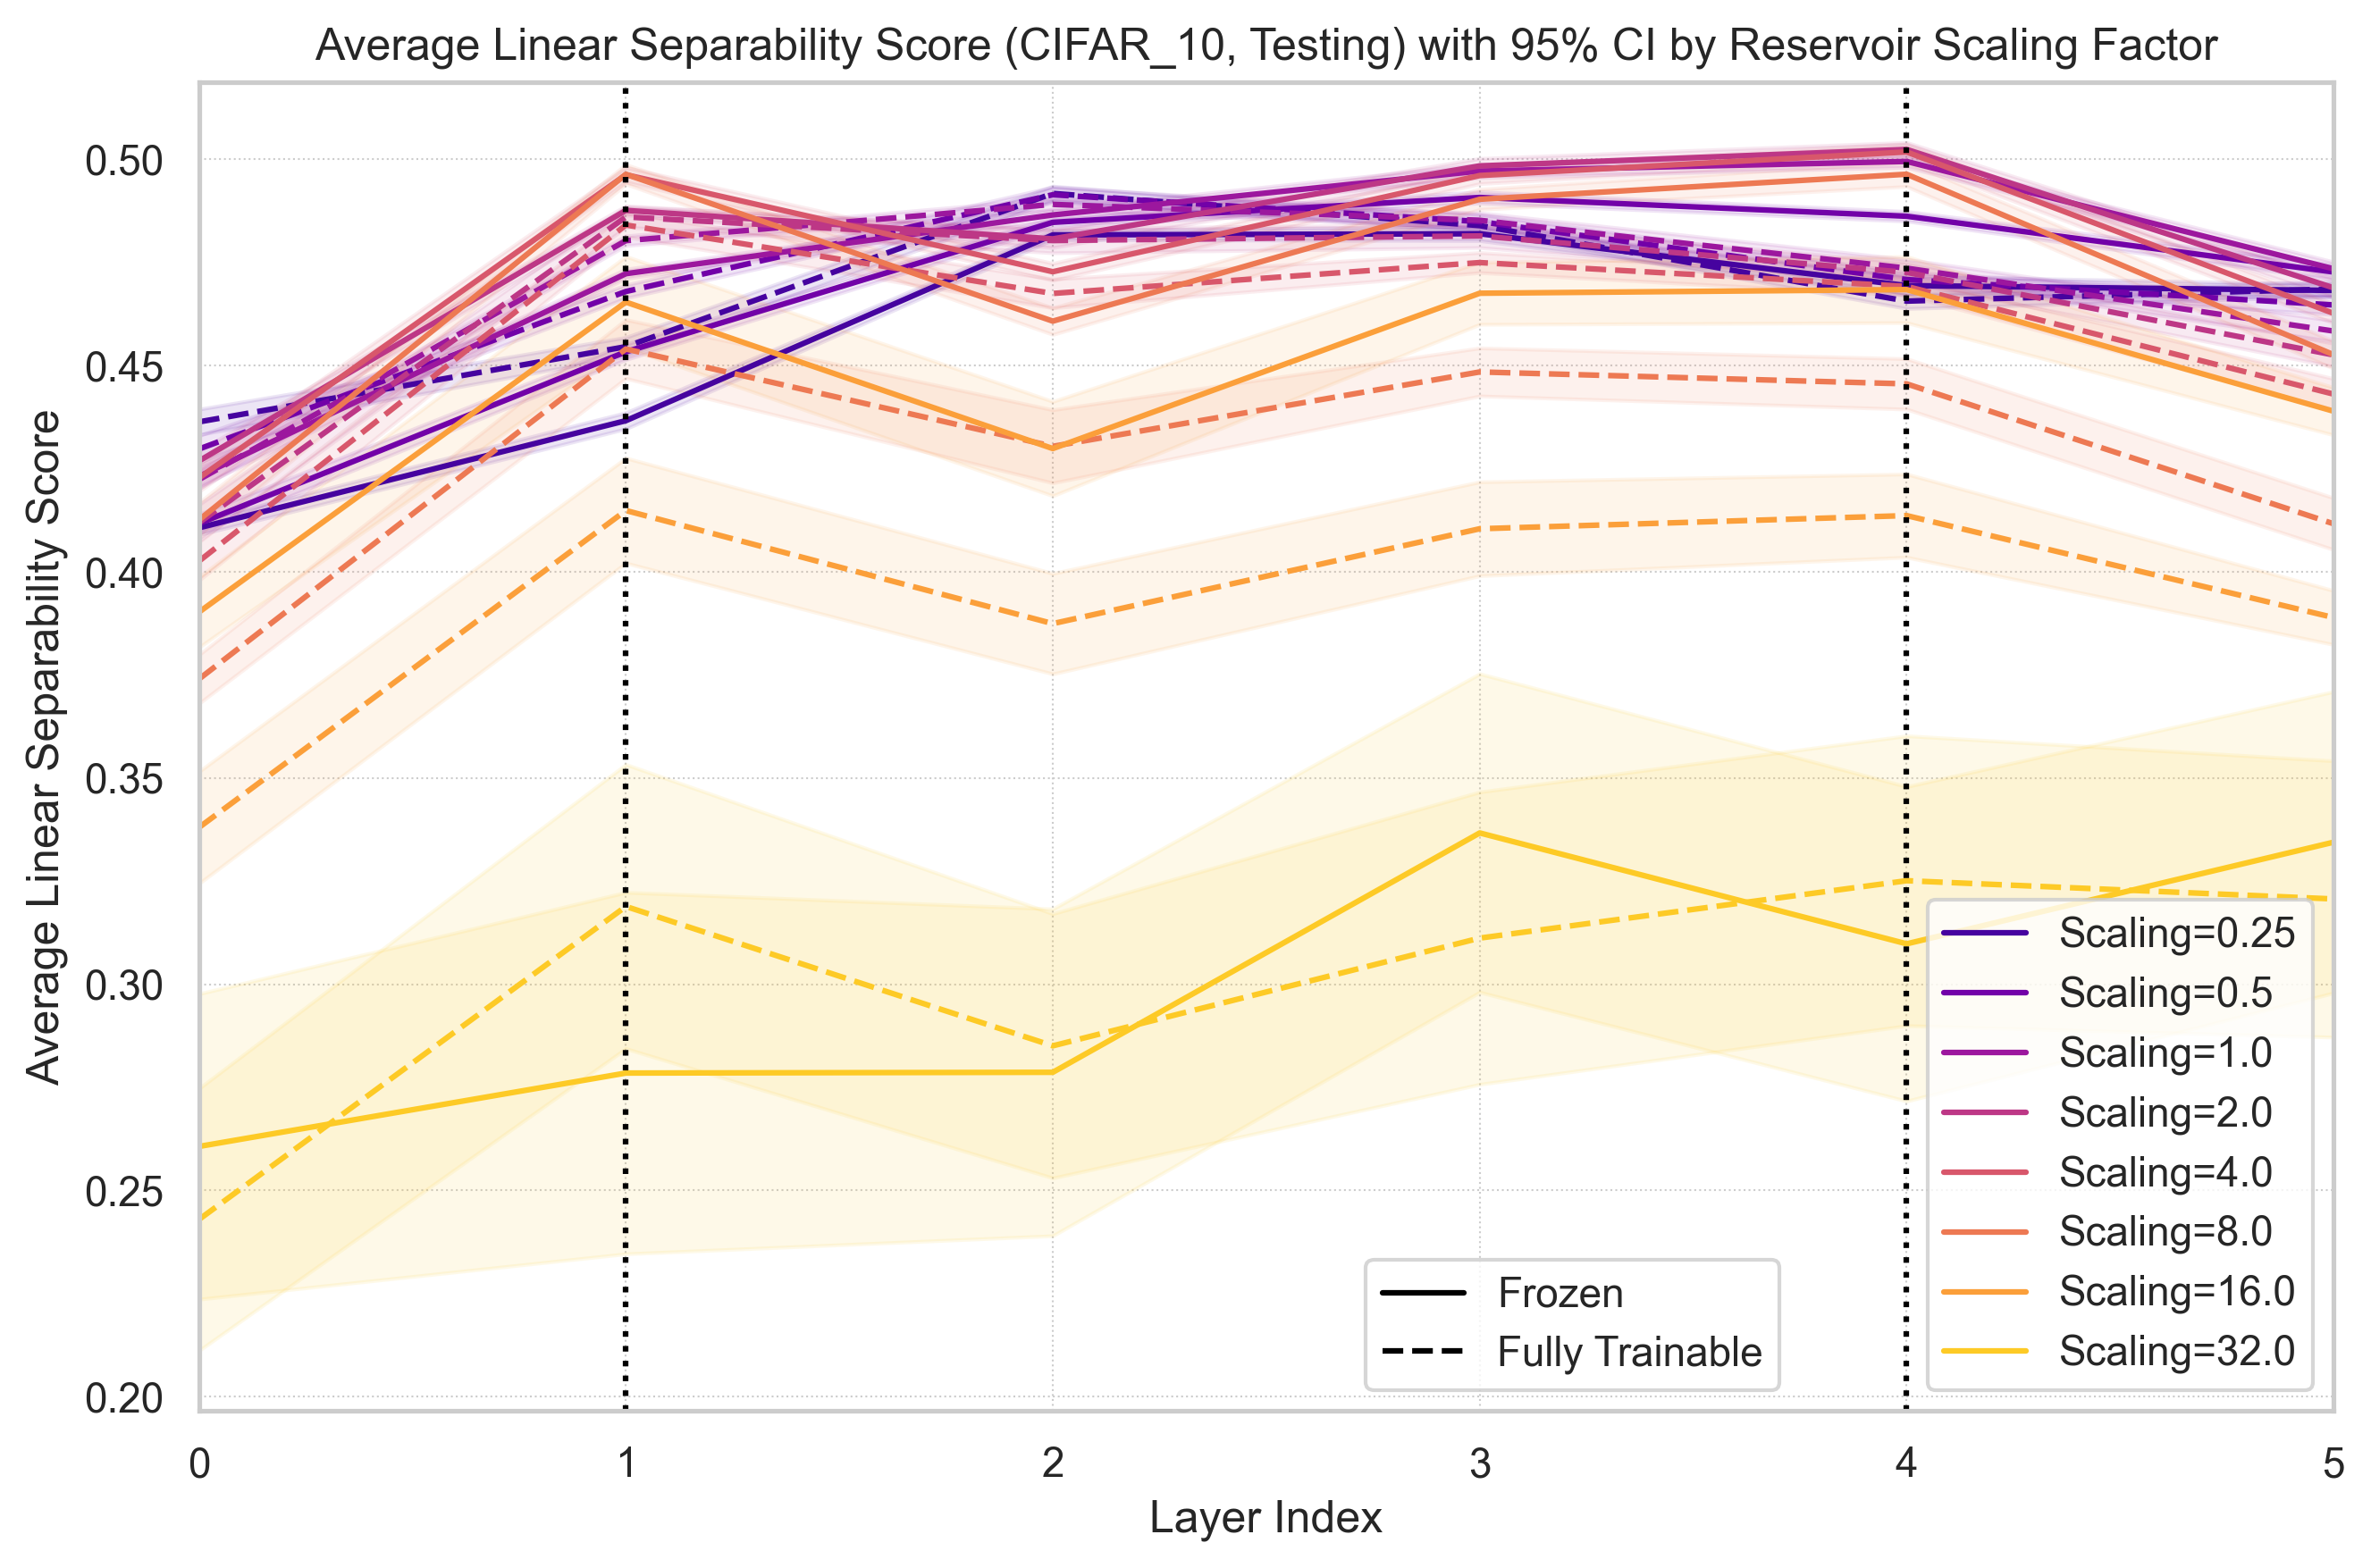 Average Linear Separability Score (CIFAR_10, Testing) with 95% CI by Reservoir Scaling Factor
Average Linear Separability Score
0.50
0.45
0.40
0.35
0.30
0.25
0.20
0 1 2 3 4 5
Layer Index
Frozen
Fully Trainable
Scaling=0.25
Scaling=0.5
Scaling=1.0
Scaling=2.0
Scaling=4.0
Scaling=8.0
Scaling=16.0
Scaling=32.0